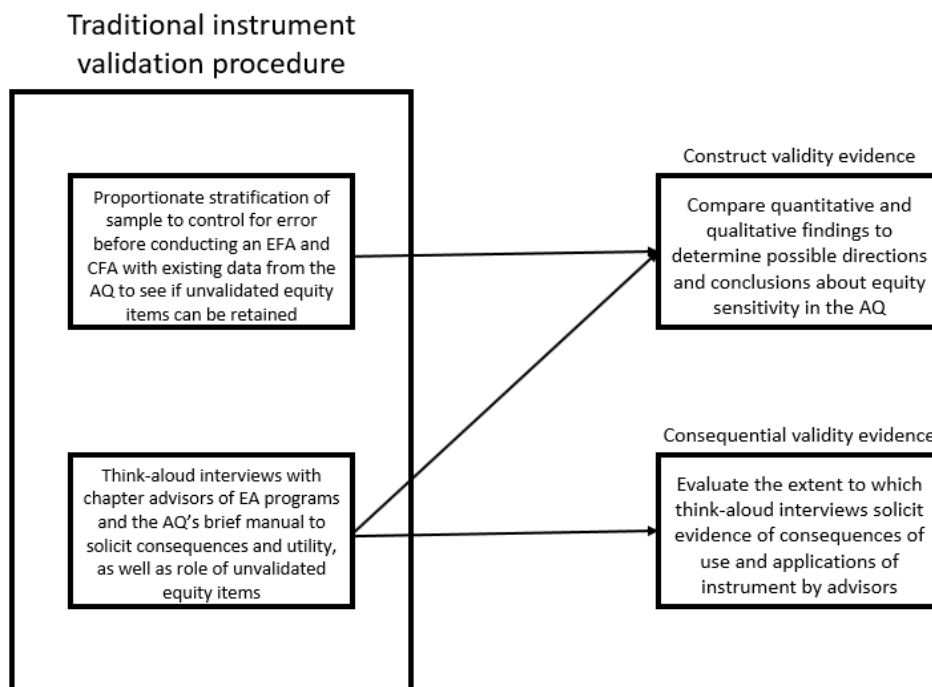 Traditional instrument
validation procedure
Proportionate stratification of
sample to control for error
before conducting an EFA and
CFA with existing data from the
AQ to see if unvalidated equity
items can be retained
Construct validity evidence
Compare quantitative and
qualitative findings to
determine possible directions
and conclusions about equity
sensitivity in the AQ
Think-aloud interviews with
chapter advisors of EA programs
and the AQ's brief manual to
solicit consequences and utility,
as well as role of unvalidated
equity items
Consequential validity evidence
Evaluate the extent to which
think-aloud interviews solicit
evidence of consequences of
use and applications of
instrument by advisors